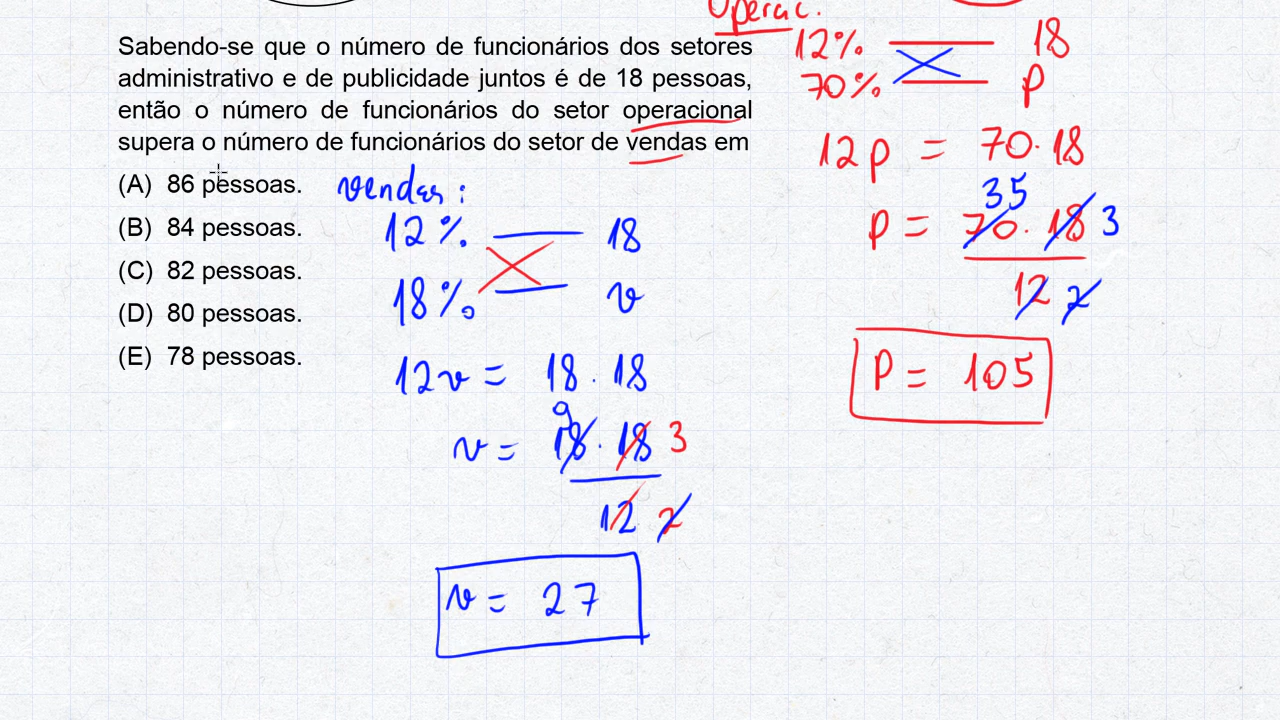 Operac.
Sabendo-se que o número de funcionários dos setores
administrativo e de publicidade juntos é de 18 pessoas,
então o número de funcionários do setor operacional
supera o número de funcionários do setor de vendas em
(A) 86 pessoas.
(B) 84 pessoas.
(C) 82 pessoas.
(D) 80 pessoas.
(E) 78 pessoas.
vendas:
12% 18
18% v
12v = 18 . 18
9
v = 18 . 18 3
12 2
v = 27
12% 18
70% P
12p = 70 . 18
35
P = 70 . 18 3
12 2
P = 105